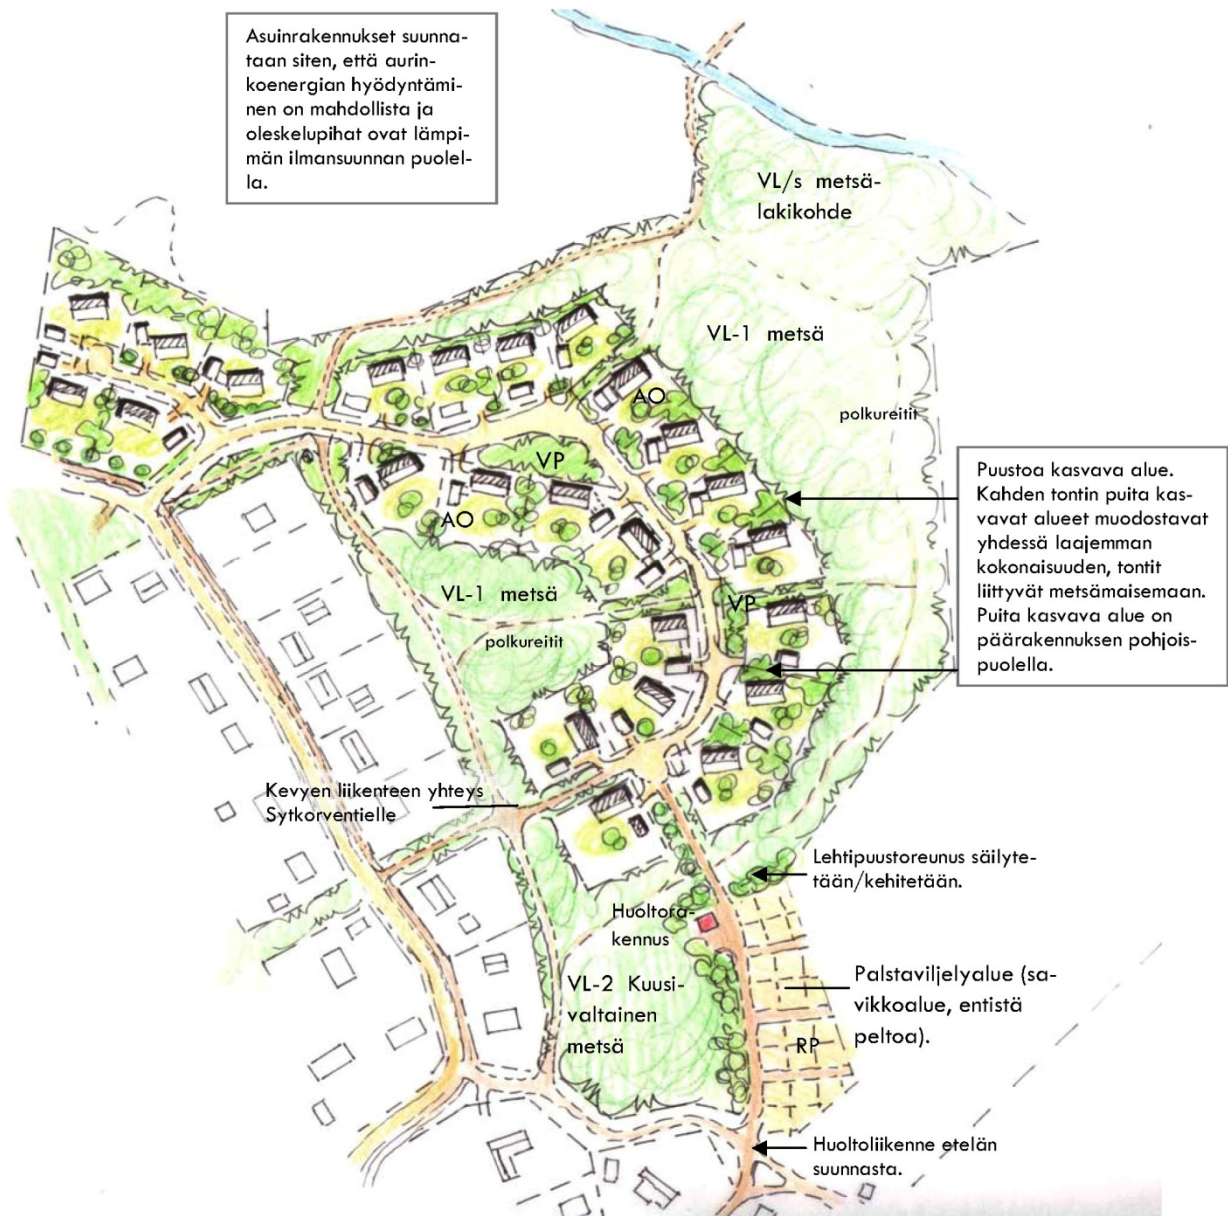 Asuinrakennukset suunna-
taan siten, että aurin-
koenergian hyödyntämi-
nen on mahdollista ja
oleskelupihat ovat lämpi-
män ilmansuunnan puolel-
la.
VL/s metsä-
lakikohde
VL-1 metsä
polkureitit
AO
VP
AO
Puustoa kasvava alue.
Kahden tontin puita kas-
vavat alueet muodostavat
yhdessä laajemman
kokonaisuuden, tontit
liittyvät metsämaisemaan.
Puita kasvava alue on
päärakennuksen pohjois-
puolella.
VL-1 metsä
VP
polkureitit
Kevyen liikenteen yhteys
Sytkorventielle
Lehtipuustoreunus säilyte-
tään/kehitetään.
Huoltora-
kennus
VL-2 Kuusi-
valtainen
metsä
Palstaviljelyalue (sa-
vikkoalue, entistä
peltoa).
RP
Huoltoliikenne etelän
suunnasta.